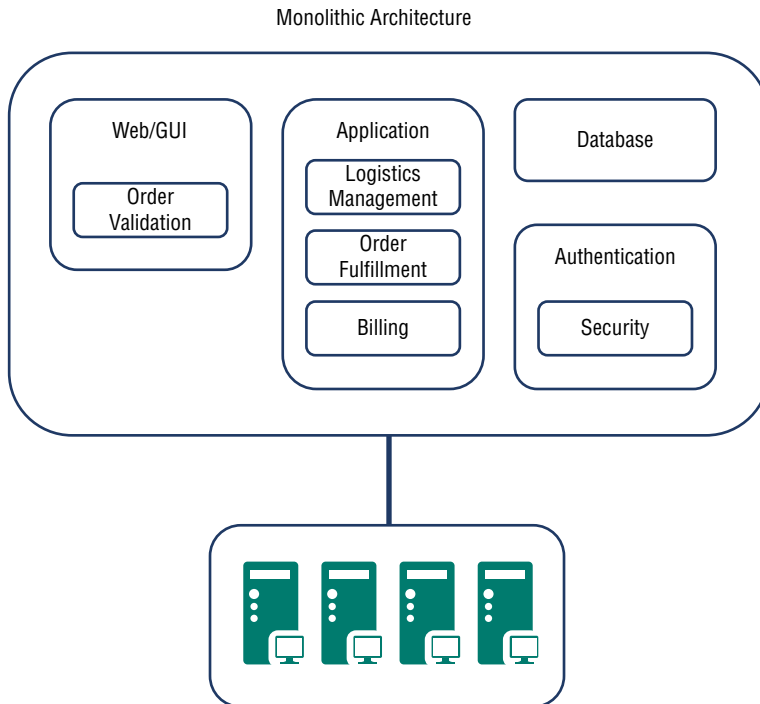 Monolithic Architecture
Web/GUI
Order
Validation
Application
Logistics
Management
Order
Fulfillment
Billing
Database
Authentication
Security